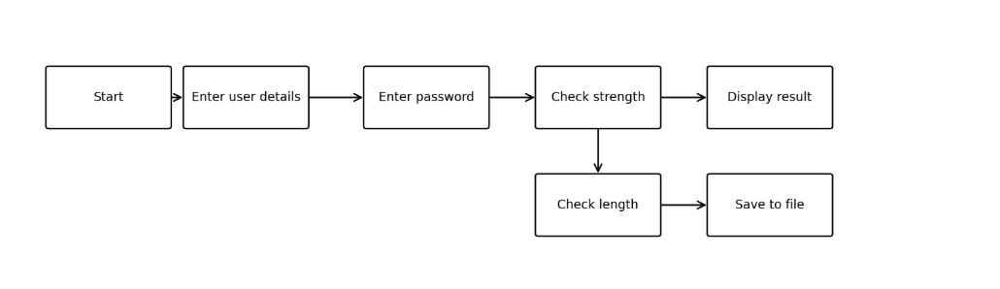 Start
Enter user details
Enter password
Check strength
Display result
Check length
Save to file